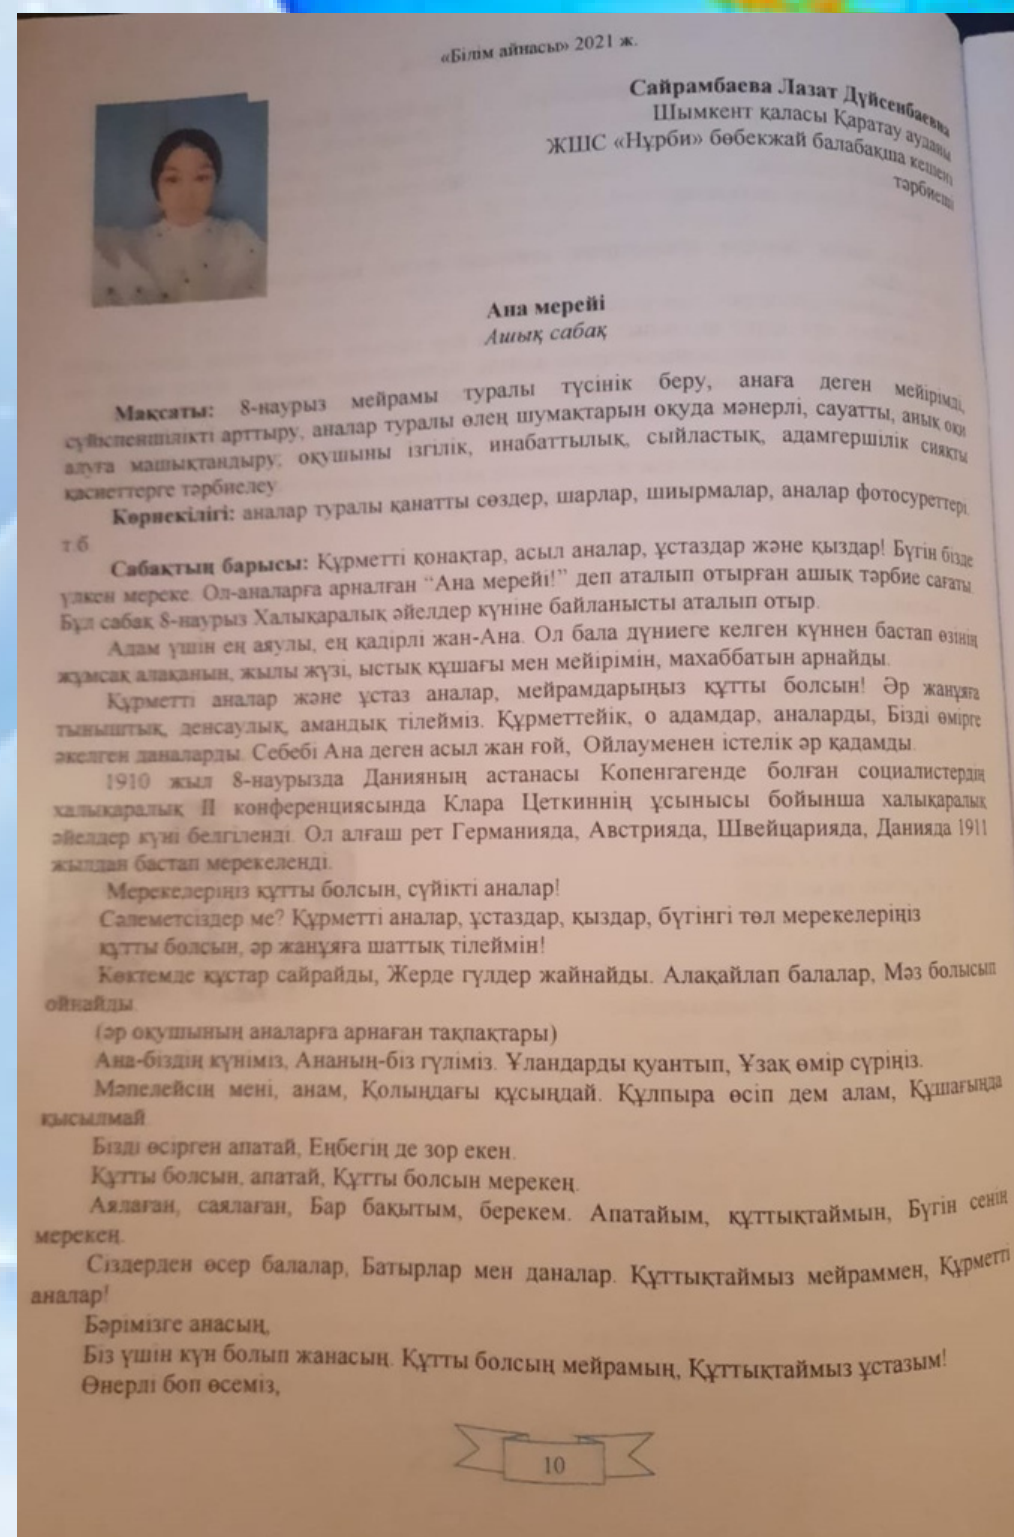 «Білім айнасы» 2021 ж.
Сайрамбаева Лазат Дүйсенбаевна
Шымкент қаласы Қаратау ауданы
ЖШС «Нұрби» бөбекжай балабақша кешені
тәрбиеші
Ана мерейі
Ашық сабақ
Мақсаты: 8-наурыз мейрамы туралы түсінік беру, анаға деген мейірімді,
сүйіспеншілікті арттыру, аналар туралы өлең шумақтарын оқуда мәнерлі, сауатты, анық оқи
алуға машықтандыру; оқушыны ізгілік, инабаттылық, сыйластық, адамгершілік сияқты
қасиеттерге тәрбиелеу.
Көрнекілігі: аналар туралы қанатты сөздер, шарлар, шиырмалар, аналар фотосуреттері,
т.б.
Сабақтың барысы: Құрметті қонақтар, асыл аналар, ұстаздар және қыздар! Бүгін бізде
үлкен мереке. Ол-аналарға арналған “Ана мерейі!” деп аталып отырған ашық тәрбие сағаты.
Бұл сабақ 8-наурыз Халықаралық әйелдер күніне байланысты аталып отыр.
Адам үшін ең аяулы, ең қадірлі жан-Ана. Ол бала дүниеге келген күннен бастап өзінің
жұмсақ алақанын, жылы жүзі, ыстық құшағы мен мейірімін, махаббатын арнайды.
Құрметті аналар және ұстаз аналар, мейрамдарыңыз құтты болсын! Әр жанұяға
тыныштық, денсаулық, амандық тілейміз. Құрметтейік, о адамдар, аналарды, Бізді өмірге
әкелген даналарды. Себебі Ана деген асыл жан ғой, Ойлауменен істелік әр қадамды.
1910 жыл 8-наурызда Данияның астанасы Копенгагенде болған социалистердің
халықаралық II конференциясында Клара Цеткиннің ұсынысы бойынша халықаралық
әйелдер күні белгіленді. Ол алғаш рет Германияда, Австрияда, Швейцарияда, Данияда 1911
жылдан бастап мерекеленді.
Мерекелеріңіз құтты болсын, сүйікті аналар!
Сәлеметсіздер ме? Құрметті аналар, ұстаздар, қыздар, бүгінгі төл мерекелеріңіз
құтты болсын, әр жанұяға шаттық тілеймін!
Көктемде құстар сайрайды, Жерде гүлдер жайнайды. Алақайлап балалар, Мәз болысып
ойнайды.
(әр оқушының аналарға арнаған тақпақтары)
Ана-біздің күніміз, Ананың-біз гүліміз. Ұландарды қуантып, Ұзақ өмір сүріңіз.
Мәпелейсің мені, анам, Қолыңдағы құсыңдай. Құлпыра өсіп дем алам, Құшағыңда
қысылмай.
Бізді өсірген апатай, Еңбегің де зор екен.
Құтты болсын, апатай, Құтты болсын мерекең.
Аялаған, саялаған, Бар бақытым, берекем. Апатайым, құттықтаймын, Бүгін сенің
мерекең.
Сіздерден өсер балалар, Батырлар мен даналар. Құттықтаймыз мейраммен, Құрметті
аналар!
Бәрімізге анасың,
Біз үшін күн болып жанасың. Құтты болсың мейрамың, Құттықтаймыз ұстазым!
Өнерлі боп өсеміз,
10